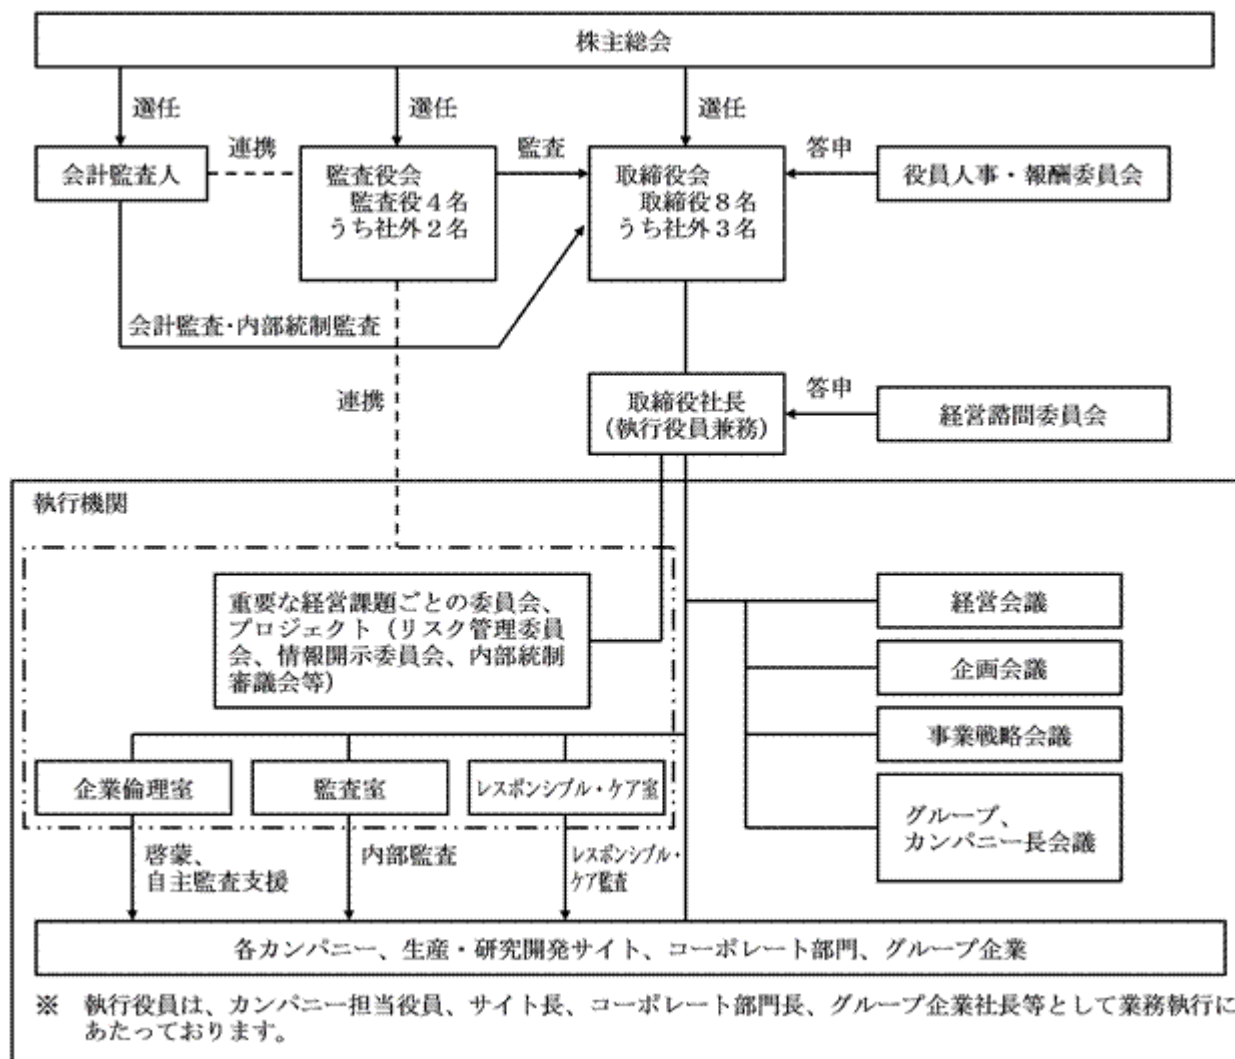 株主総会
選任
選任
選任
会計監査人
連携
監査役会
監査役4名
うち社外2名
監査
取締役会
取締役8名
うち社外3名
答申
役員人事・報酬委員会
会計監査・内部統制監査
連携
取締役社長
(執行役員兼務)
答申
経営諮問委員会
執行機関
重要な経営課題ごとの委員会、
プロジェクト(リスク管理委員
会、情報開示委員会、内部統制
審議会等)
経営会議
企画会議
事業戦略会議
グループ、
カンパニー長会議
企業倫理室
監査室
レスポンシブル・ケア室
啓蒙、
自主監査支援
内部監査
レスポンシブル・
ケア監査
各カンパニー、生産・研究開発サイト、コーポレート部門、グループ企業
※ 執行役員は、カンパニー担当役員、サイト長、コーポレート部門長、グループ企業社長等として業務執行に
あたっております。